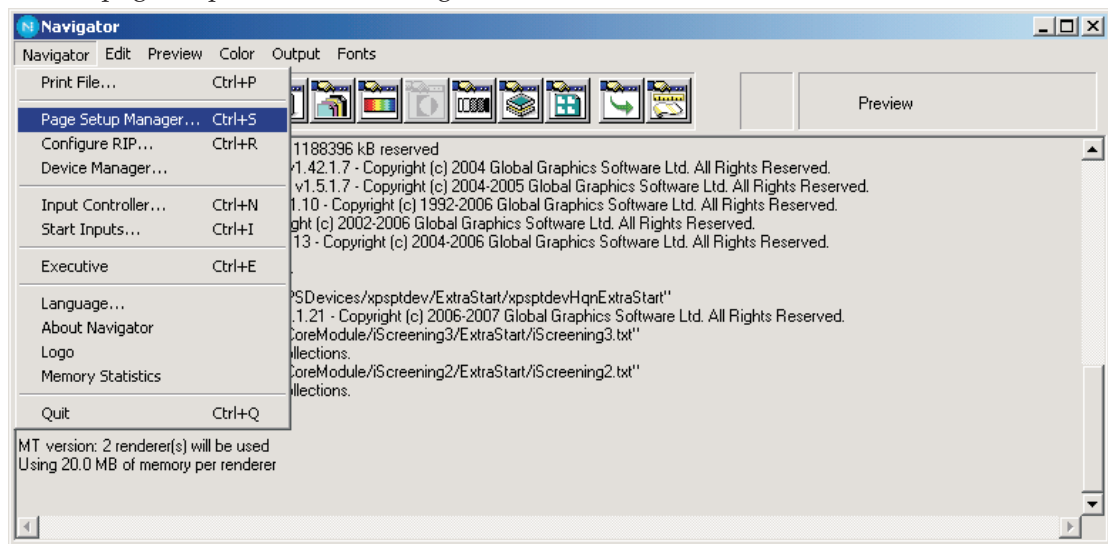 Navigator
Navigator Edit Preview Color Output Fonts
Print File... Ctrl+P
Page Setup Manager... Ctrl+S
Configure RIP... Ctrl+R
Device Manager...
Input Controller... Ctrl+N
Start Inputs... Ctrl+I
Executive Ctrl+E
Language...
About Navigator
Logo
Memory Statistics
Quit Ctrl+Q
Preview
1188396 kB reserved
v1.42.1.7 - Copyright (c) 2004 Global Graphics Software Ltd. All Rights Reserved.
v1.5.1.7 - Copyright (c) 2004-2005 Global Graphics Software Ltd. All Rights Reserved.
1.10 - Copyright (c) 1992-2006 Global Graphics Software Ltd. All Rights Reserved.
ght (c) 2002-2006 Global Graphics Software Ltd. All Rights Reserved.
13 - Copyright (c) 2004-2006 Global Graphics Software Ltd. All Rights Reserved.
PSDevices/xpsptdev/ExtraStart/xpsptdevHqnExtraStart"
.1.21 - Copyright (c) 2006-2007 Global Graphics Software Ltd. All Rights Reserved.
CoreModule/iScreening3/ExtraStart/iScreening3.txt"
llections.
CoreModule/iScreening2/ExtraStart/iScreening2.txt"
llections.
MT version: 2 renderer(s) will be used
Using 20.0 MB of memory per renderer